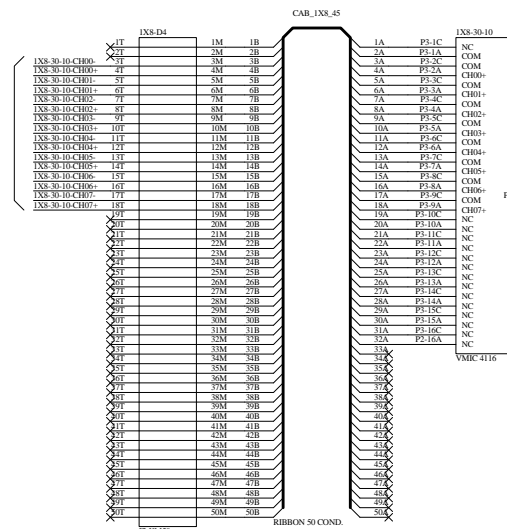 CAB_1X8_45
1X8-D4 1X8-30-10
1T 1M 1B 1A P3-1C NC
2T 2M 2B 2A P3-1A COM
1X8-30-10-CH00- 3T 3M 3B 3A P3-2C COM
1X8-30-10-CH00+ 4T 4M 4B 4A P3-2A CH00+
1X8-30-10-CH01- 5T 5M 5B 5A P3-3C COM
1X8-30-10-CH01+ 6T 6M 6B 6A P3-3A CH01+
1X8-30-10-CH02- 7T 7M 7B 7A P3-4C COM
1X8-30-10-CH02+ 8T 8M 8B 8A P3-4A CH02+
1X8-30-10-CH03- 9T 9M 9B 9A P3-5C COM
1X8-30-10-CH03+ 10T 10M 10B 10A P3-5A CH03+
1X8-30-10-CH04- 11T 11M 11B 11A P3-6C COM
1X8-30-10-CH04+ 12T 12M 12B 12A P3-6A CH04+
1X8-30-10-CH05- 13T 13M 13B 13A P3-7C COM
1X8-30-10-CH05+ 14T 14M 14B 14A P3-7A CH05+
1X8-30-10-CH06- 15T 15M 15B 15A P3-8C COM
1X8-30-10-CH06+ 16T 16M 16B 16A P3-8A CH06+
1X8-30-10-CH07- 17T 17M 17B 17A P3-9C COM
1X8-30-10-CH07+ 18T 18M 18B 18A P3-9A CH07+
19T 19M 19B 19A P3-10C NC
20T 20M 20B 20A P3-10A NC
21T 21M 21B 21A P3-11C NC
22T 22M 22B 22A P3-11A NC
23T 23M 23B 23A P3-12C NC
24T 24M 24B 24A P3-12A NC
25T 25M 25B 25A P3-13C NC
26T 26M 26B 26A P3-13A NC
27T 27M 27B 27A P3-14C NC
28T 28M 28B 28A P3-14A NC
29T 29M 29B 29A P3-15C NC
30T 30M 30B 30A P3-15A NC
31T 31M 31B 31A P3-16C NC
32T 32M 32B 32A P2-16A NC
33T 33M 33B 33A
34T 34M 34B 34A VMIC 4116
35T 35M 35B 35A
36T 36M 36B 36A
37T 37M 37B 37A
38T 38M 38B 38A
39T 39M 39B 39A
40T 40M 40B 40A
41T 41M 41B 41A
42T 42M 42B 42A
43T 43M 43B 43A
44T 44M 44B 44A
45T 45M 45B 45A
46T 46M 46B 46A
47T 47M 47B 47A
48T 48M 48B 48A
49T 49M 49B 49A
50T 50M 50B 50A
RIBBON 50 COND.